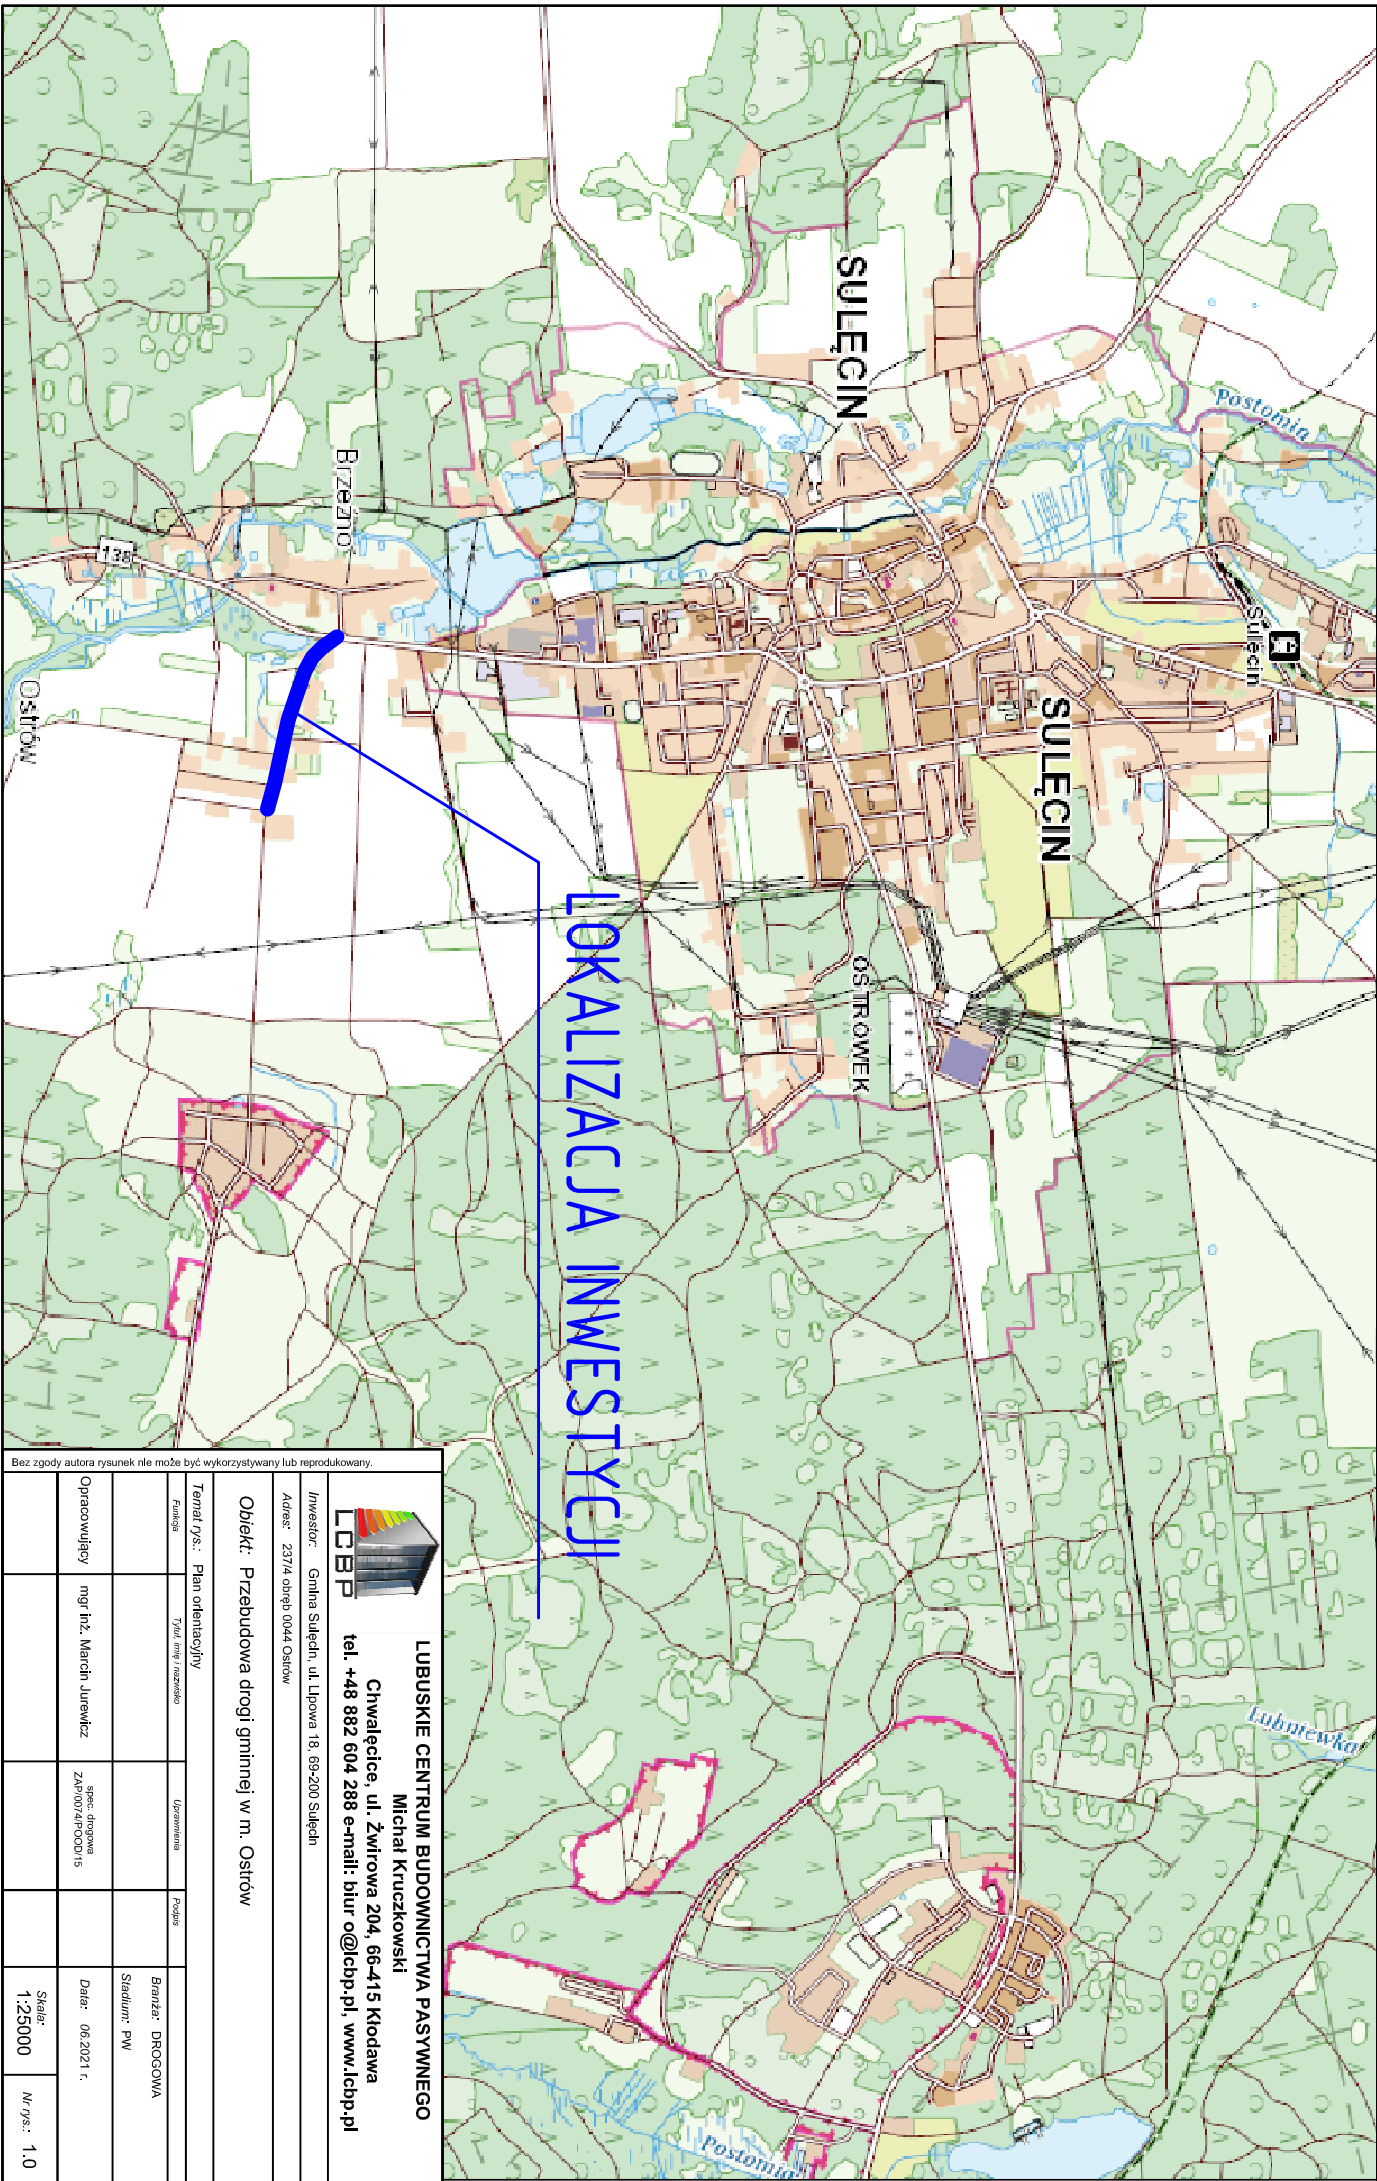 SULĘCIN
SULĘCIN
Postomia
Sulęcin
Brzeźno
138
Ostrów
OSTRÓWEK
Lubniewka
Postomia
LOKALIZACJA INWESTYCJI
Bez zgody autora rysunek nie może być wykorzystywany lub reprodukowany.
LCBP
LUBUSKIE CENTRUM BUDOWNICTWA PASYWNEGO
Michał Kruczkowski
Chwalęcice, ul. Żwirowa 204, 66-415 Kłodawa
tel. +48 882 604 288 e-mail: biur o@lcbp.pl, www.lcbp.pl
Inwestor: Gmina Sulęcin, ul. Lipowa 18, 69-200 Sulęcin
Adres: 237/4 obręb 0044 Ostrów
Obiekt: Przebudowa drogi gminnej w m. Ostrów
Temat rys.: Plan orientacyjny
Funkcja Tytuł, imię i nazwisko Uprawnienia Podpis
Branża: DROGOWA
Stadium: PW
Opracowujący mgr inż. Marcin Jurewicz spec. drogowa
ZAP/0074/POOD/15
Data: 06.2021 r.
Skala:
1:25000
Nr rys.: 1.0